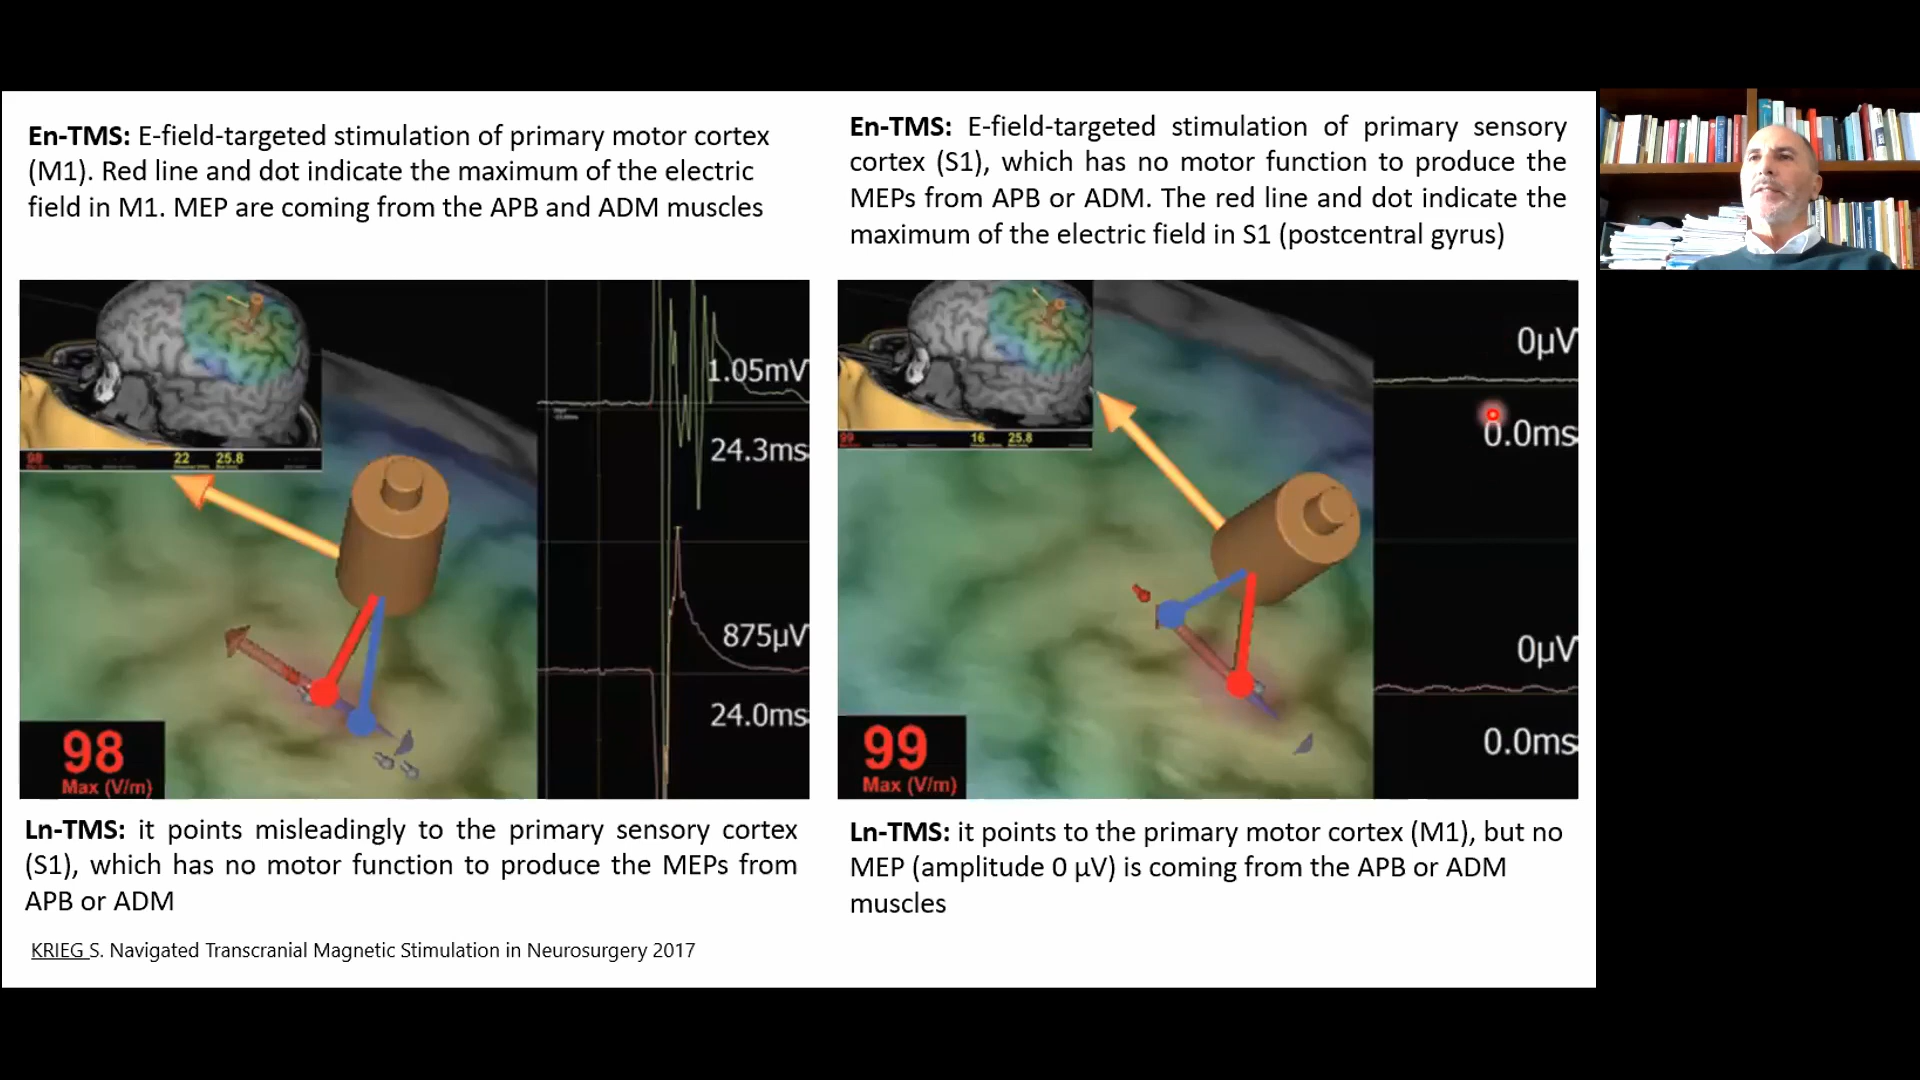 En-TMS: E-field-targeted stimulation of primary motor cortex
(M1). Red line and dot indicate the maximum of the electric
field in M1. MEP are coming from the APB and ADM muscles
En-TMS: E-field-targeted stimulation of primary sensory
cortex (S1), which has no motor function to produce the
MEPs from APB or ADM. The red line and dot indicate the
maximum of the electric field in S1 (postcentral gyrus)
98
22
25.8
1.05mV
24.3ms
875µV
24.0ms
98
Max (V/m)
99
16
25.8
0µV
0.0ms
0µV
0.0ms
99
Max (V/m)
Ln-TMS: it points misleadingly to the primary sensory cortex
(S1), which has no motor function to produce the MEPs from
APB or ADM
Ln-TMS: it points to the primary motor cortex (M1), but no
MEP (amplitude 0 µV) is coming from the APB or ADM
muscles
KRIEG S. Navigated Transcranial Magnetic Stimulation in Neurosurgery 2017